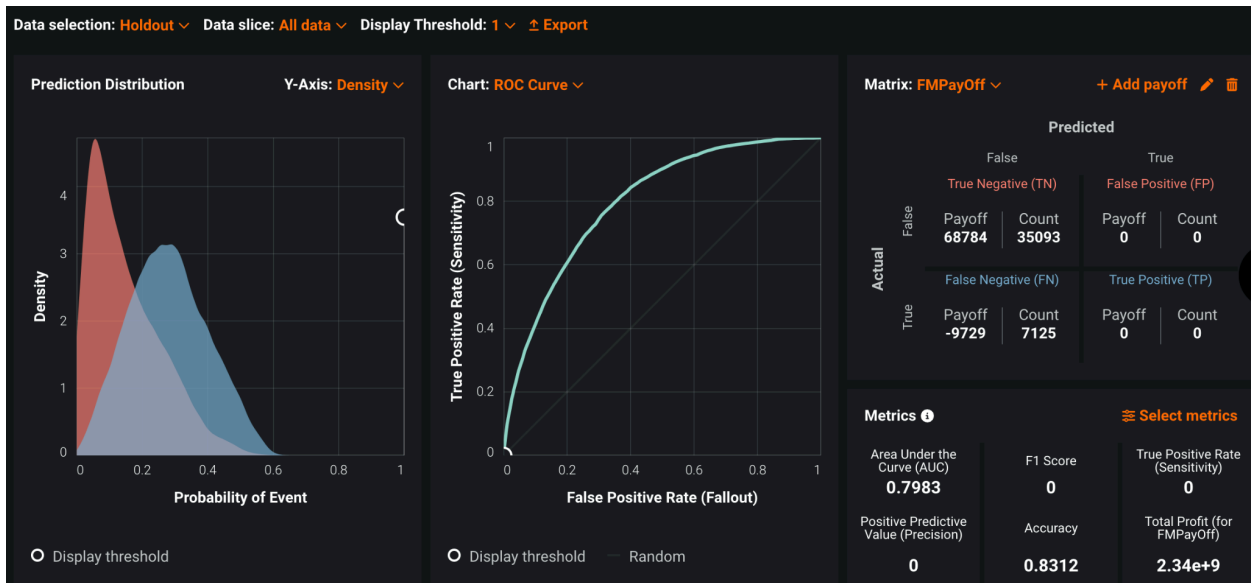 Data selection: Holdout Data slice: All data Display Threshold: 1 Export
Prediction Distribution Y-Axis: Density
Density
4
3
2
1
0
0 0.2 0.4 0.6 0.8 1
Probability of Event
Display threshold
Chart: ROC Curve
True Positive Rate (Sensitivity)
1
0.8
0.6
0.4
0.2
0
0 0.2 0.4 0.6 0.8 1
False Positive Rate (Fallout)
Display threshold Random
Matrix: FMPayOff + Add payoff
Predicted
False True
Actual
False
True Negative (TN) False Positive (FP)
Payoff Count Payoff Count
68784 35093 0 0
True
False Negative (FN) True Positive (TP)
Payoff Count Payoff Count
-9729 7125 0 0
Metrics i Select metrics
Area Under the
Curve (AUC)
0.7983
F1 Score
0
True Positive Rate
(Sensitivity)
0
Positive Predictive
Value (Precision)
0
Accuracy
0.8312
Total Profit (for
FMPayOff)
2.34e+9